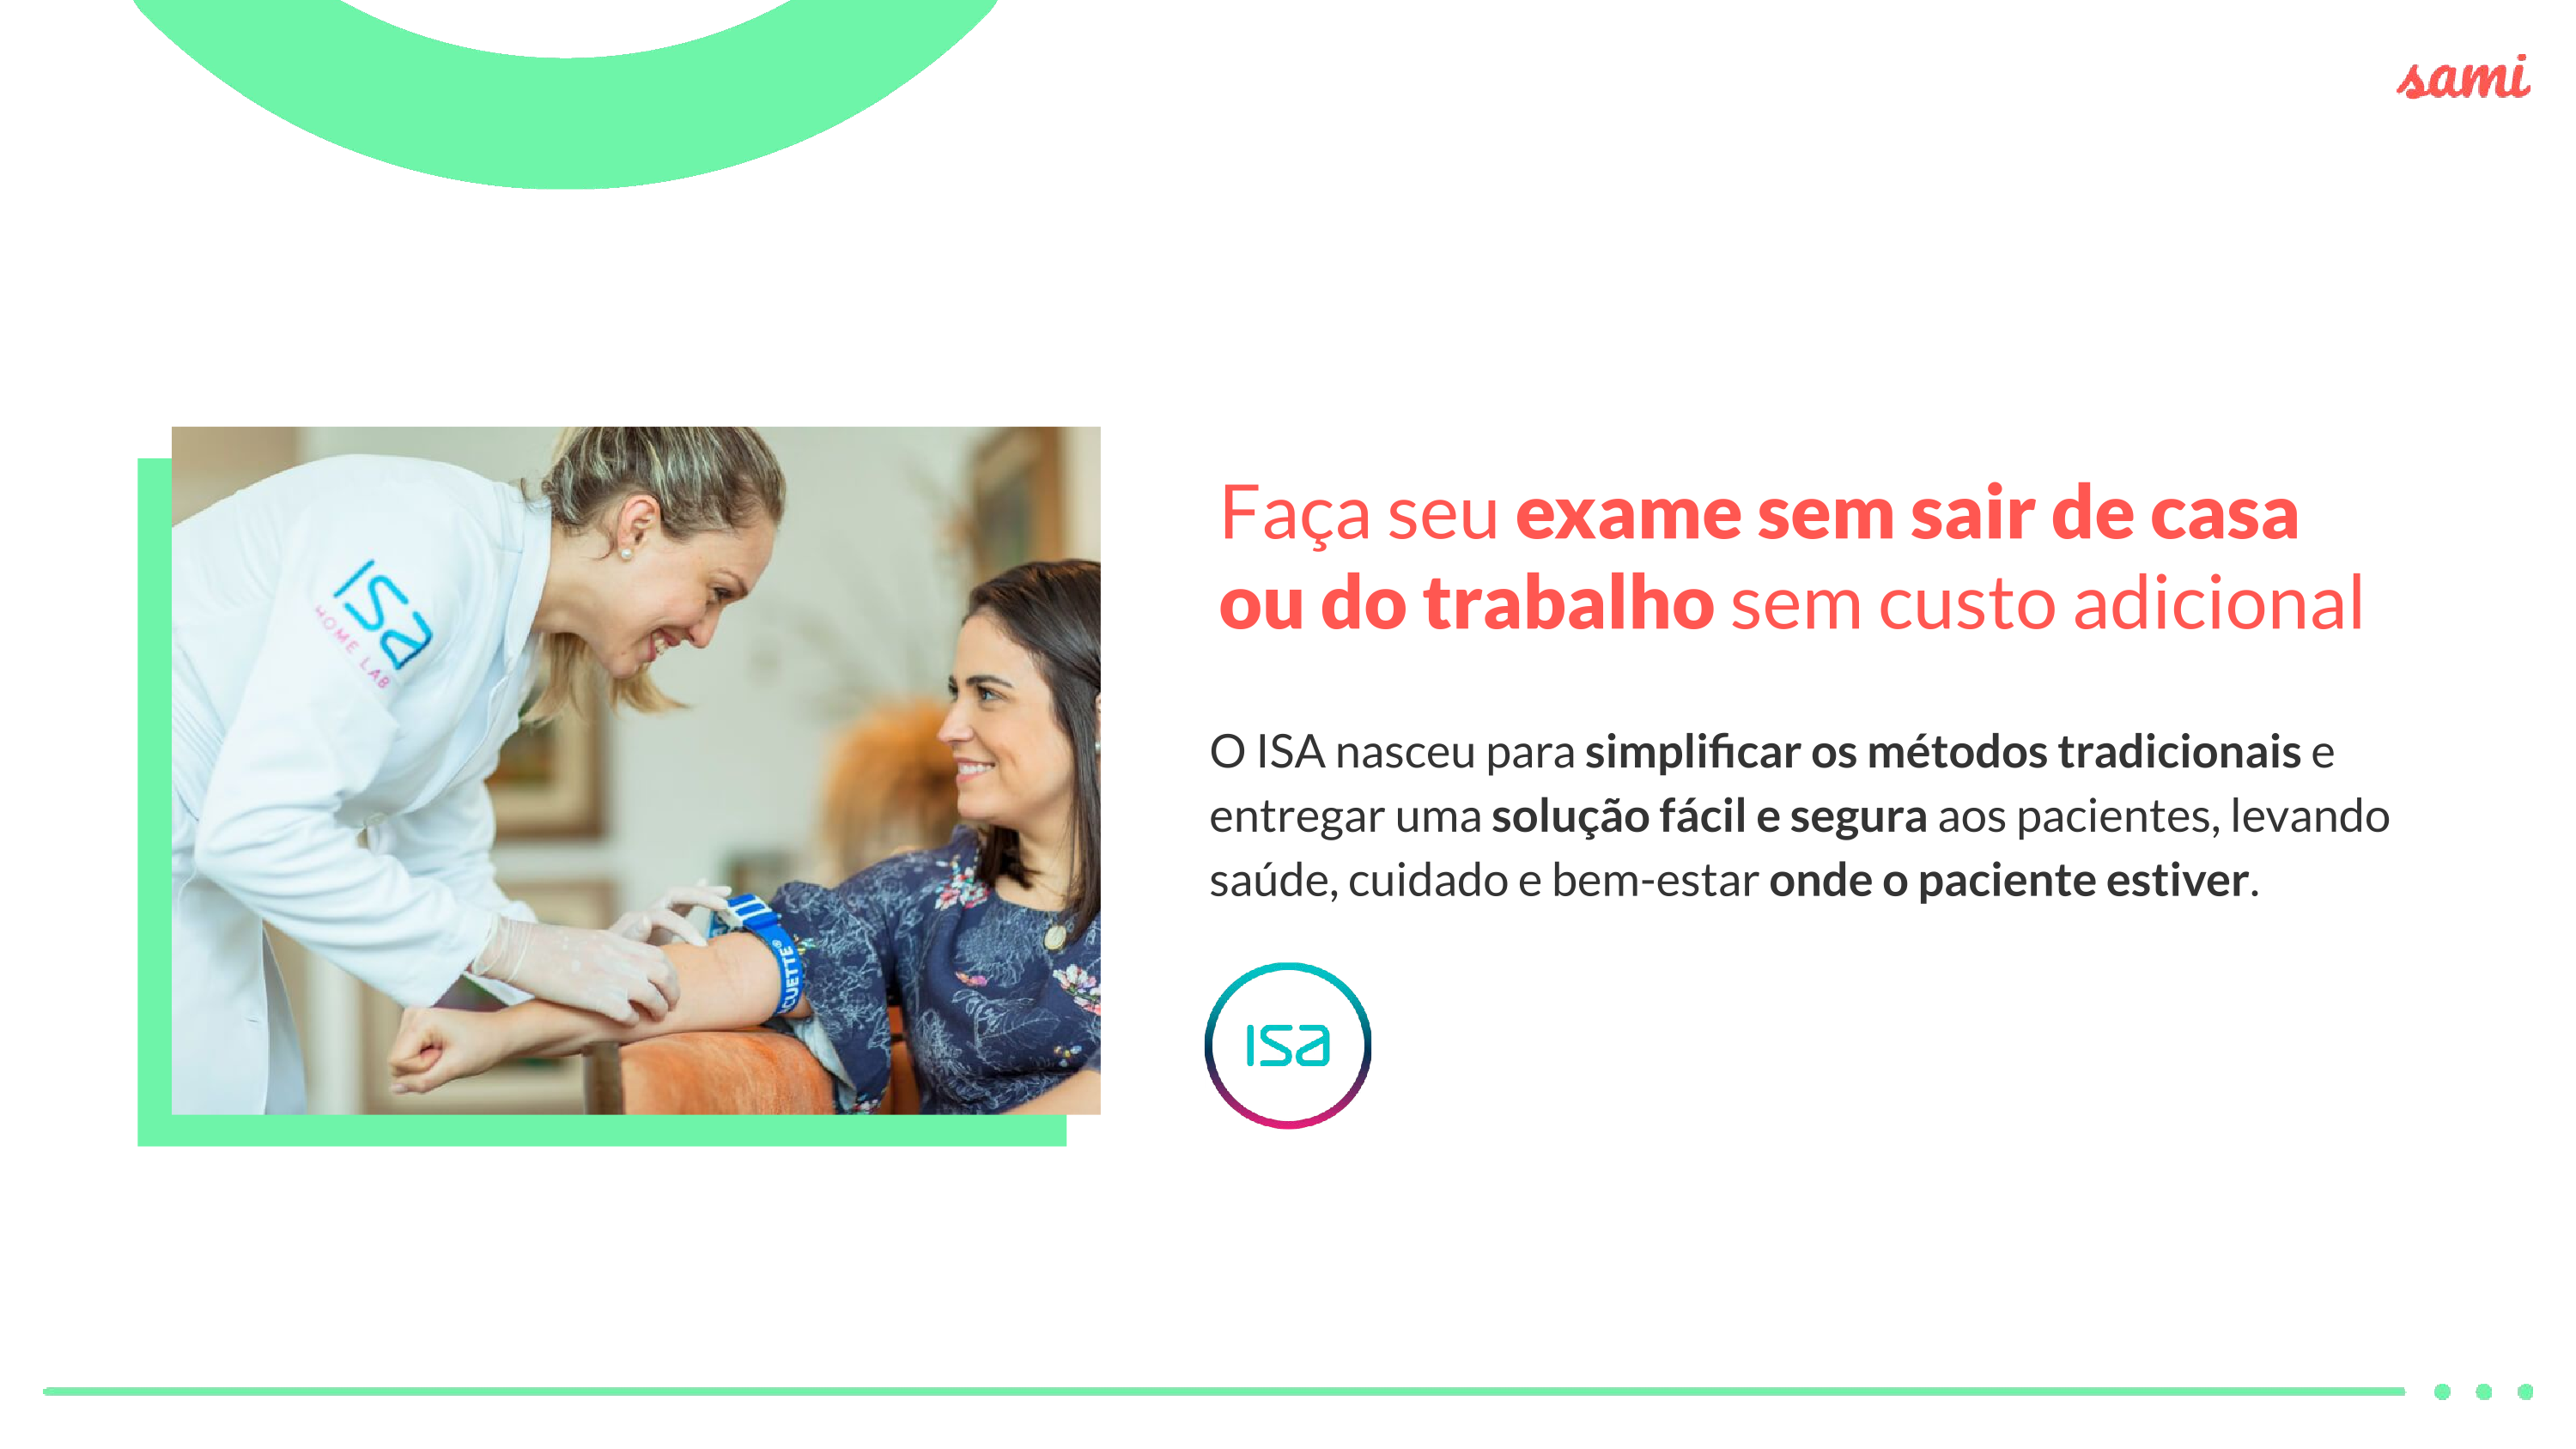 sami
Faça seu exame sem sair de casa
ou do trabalho sem custo adicional
ISA
HOME LAB
CUETTE®
O ISA nasceu para simplificar os métodos tradicionais e
entregar uma solução fácil e segura aos pacientes, levando
saúde, cuidado e bem-estar onde o paciente estiver.
ISA